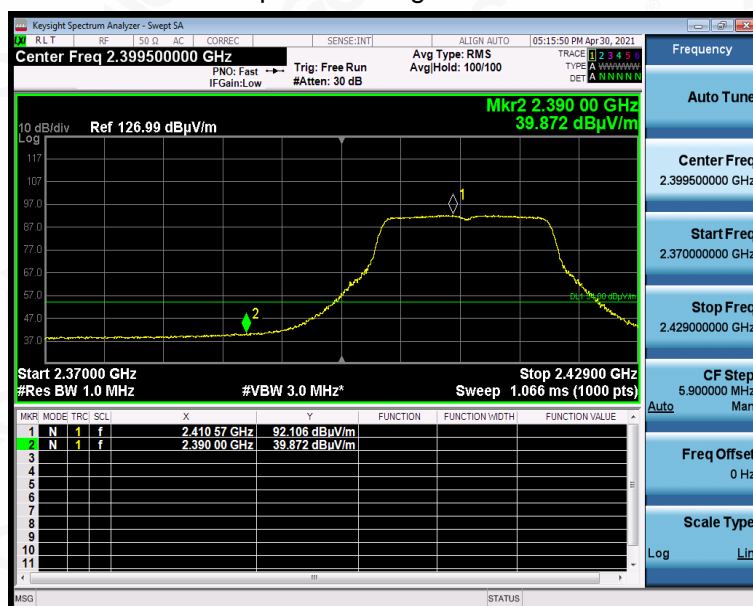 Keysight Spectrum Analyzer - Swept SA
LXI RLT RF 50 Ω AC CORREC SENSE:INT ALIGN AUTO 05:15:50 PM Apr 30, 2021
Center Freq 2.399500000 GHz
PNO: Fast
IFGain:Low
Trig: Free Run
#Atten: 30 dB
Avg Type: RMS
Avg|Hold: 100/100
TRACE 1 2 3 4 5 6
TYPE A WWWWW
DET A N N N N N
Mkr2 2.390 00 GHz
39.872 dBµV/m
10 dB/div Ref 126.99 dBµV/m
Log
117
107
97.0
87.0
77.0
67.0
57.0
47.0
37.0
1
2
Start 2.37000 GHz Stop 2.42900 GHz
#Res BW 1.0 MHz #VBW 3.0 MHz* Sweep 1.066 ms (1000 pts)
MKR MODE TRC SCL X Y FUNCTION FUNCTION WIDTH FUNCTION VALUE
1 N 1 f 2.410 57 GHz 92.106 dBµV/m
2 N 1 f 2.390 00 GHz 39.872 dBµV/m
3
4
5
6
7
8
9
10
11
MSG STATUS
Frequency
Auto Tune
Center Freq
2.399500000 GHz
Start Freq
2.370000000 GHz
Stop Freq
2.429000000 GHz
CF Step
5.900000 MHz
Auto Man
Freq Offset
0 Hz
Scale Type
Log Lin